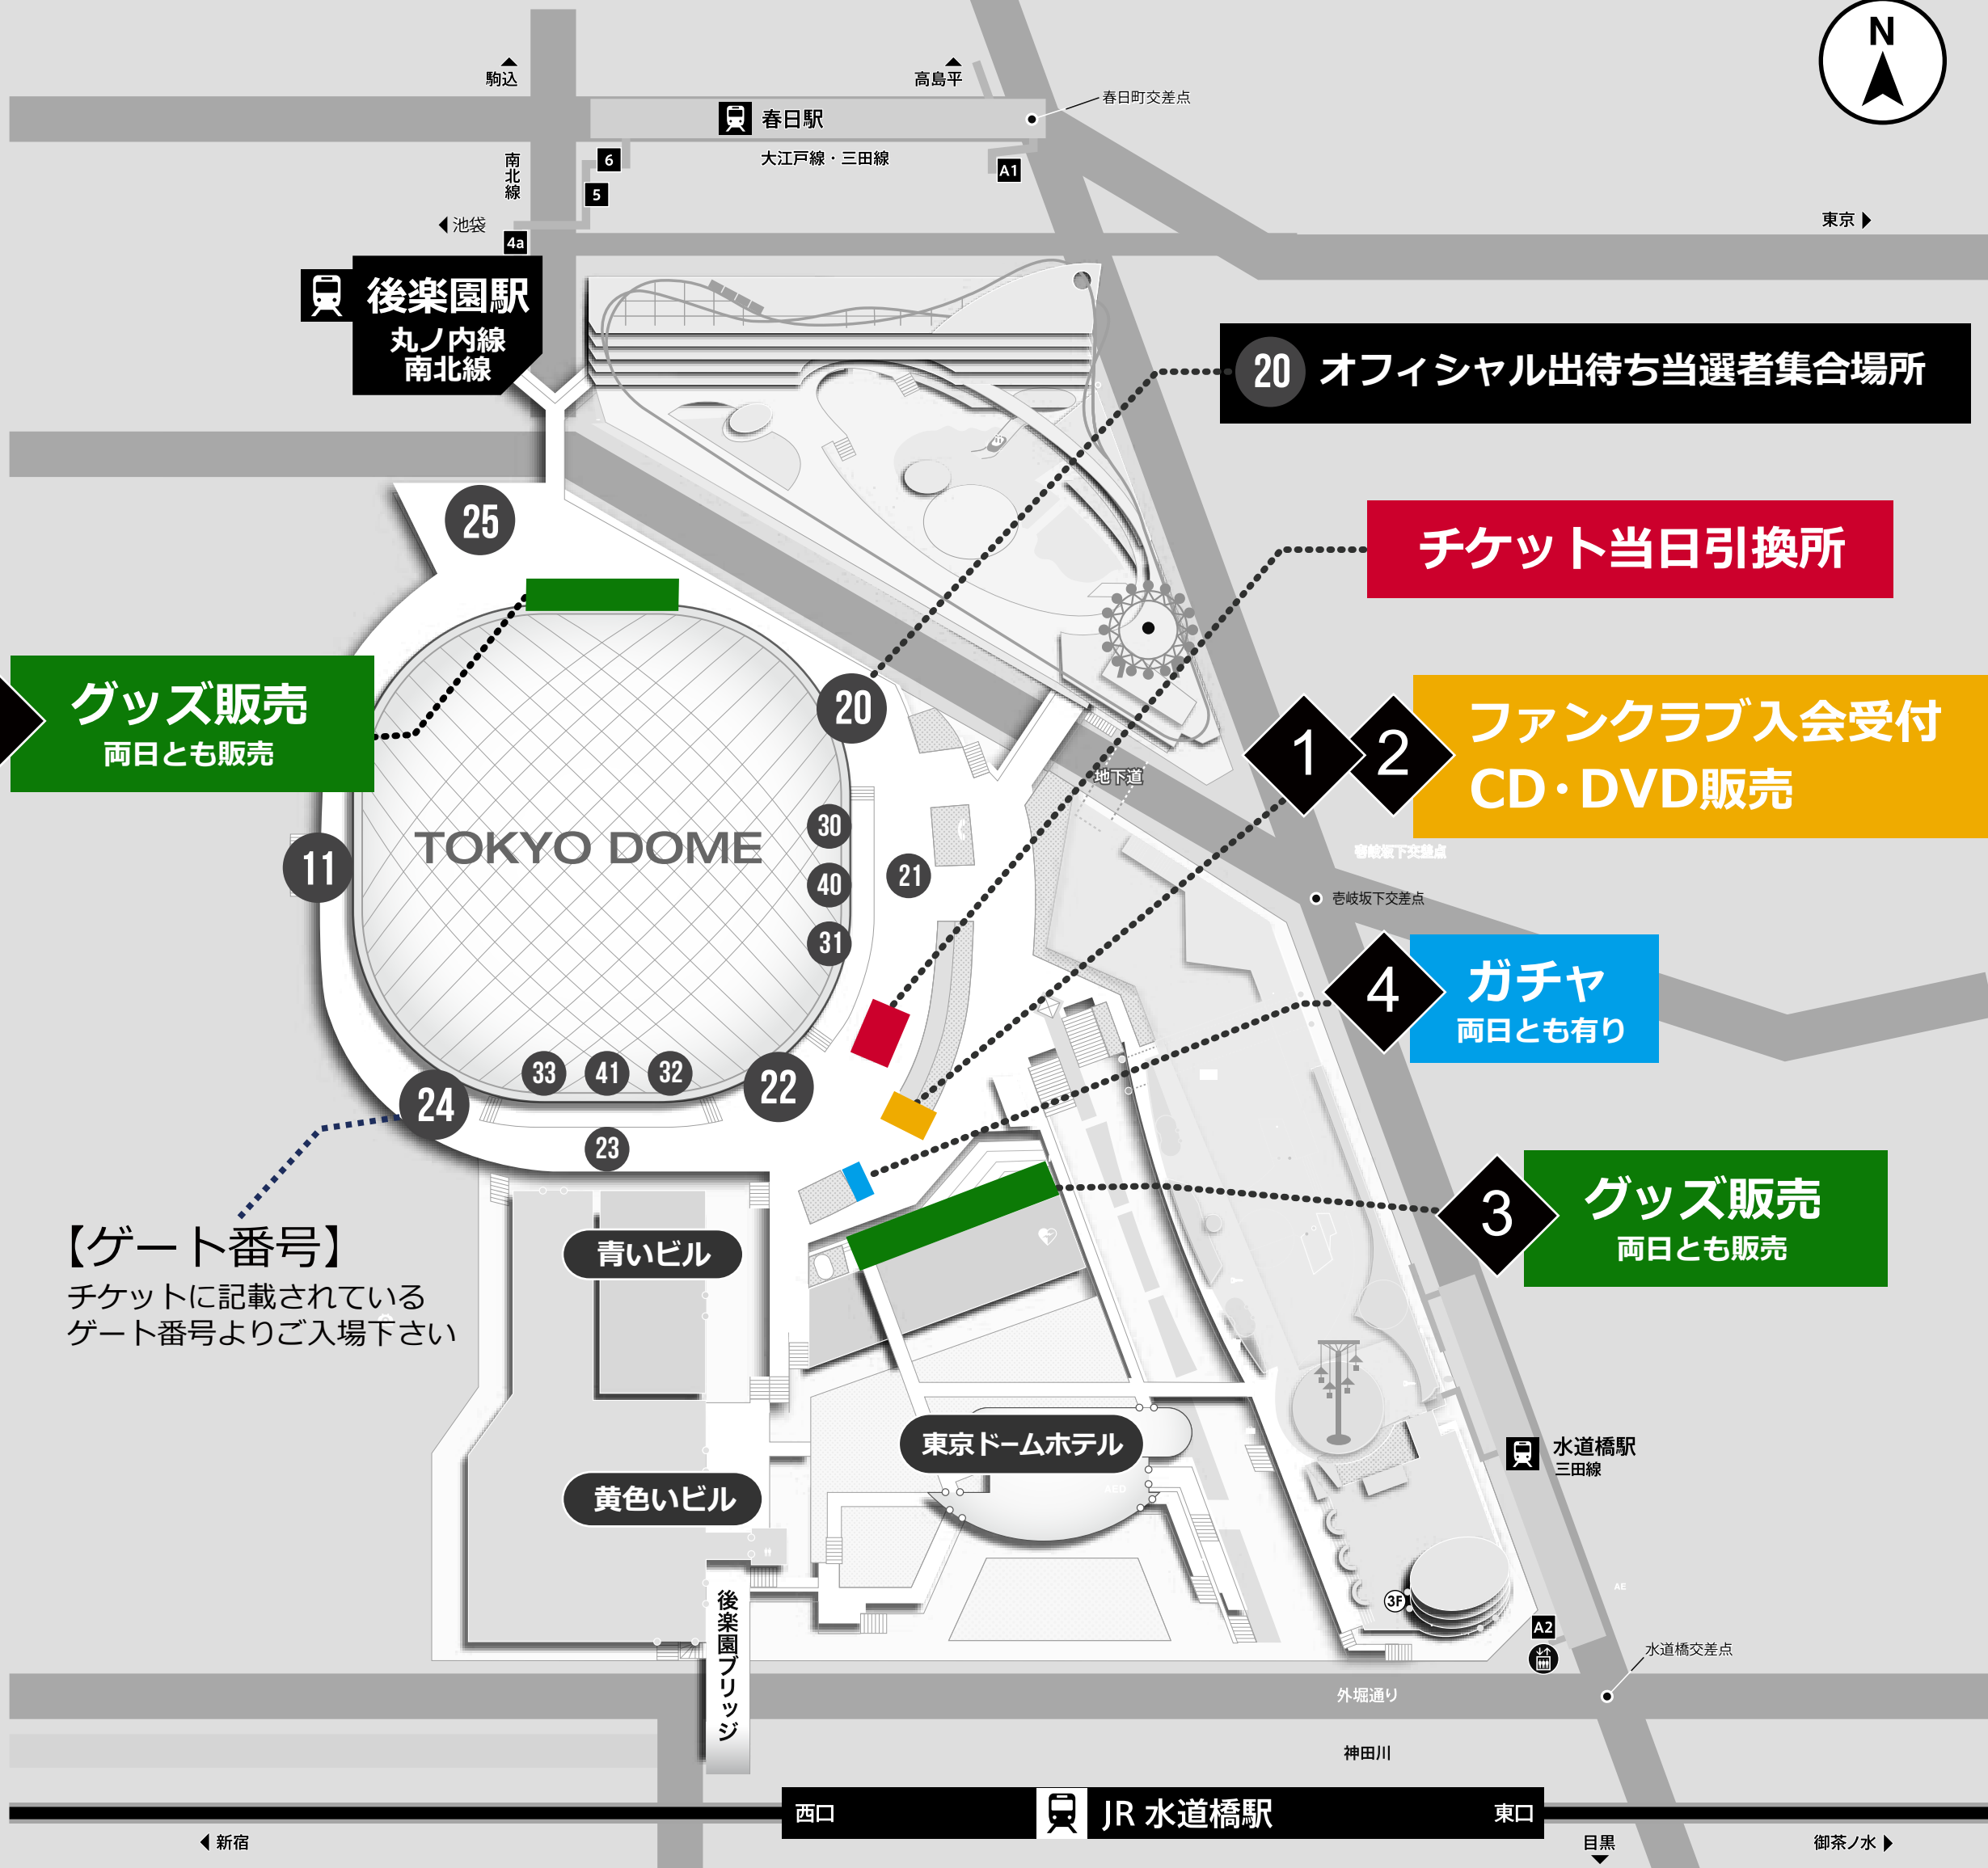 N
駒込
高島平
春日町交差点
春日駅
大江戸線・三田線
南北線
6
5
A1
池袋
4a
東京
後楽園駅
丸ノ内線
南北線
20 オフィシャル出待ち当選者集合場所
25
チケット当日引換所
グッズ販売
両日とも販売
20
1 2
ファンクラブ入会受付
CD・DVD販売
地下道
TOKYO DOME
30
11
40
21
31
壱岐坂下交差点
壱岐坂下交差点
4
ガチャ
両日とも有り
33
41
32
22
24
23
3
グッズ販売
両日とも販売
【ゲート番号】
チケットに記載されている
ゲート番号よりご入場下さい
青いビル
東京ドームホテル
水道橋駅
三田線
黄色いビル
AED
AE
3F
A2
後楽園ブリッジ
水道橋交差点
外堀通り
神田川
西口
JR 水道橋駅
東口
新宿
目黒
御茶ノ水